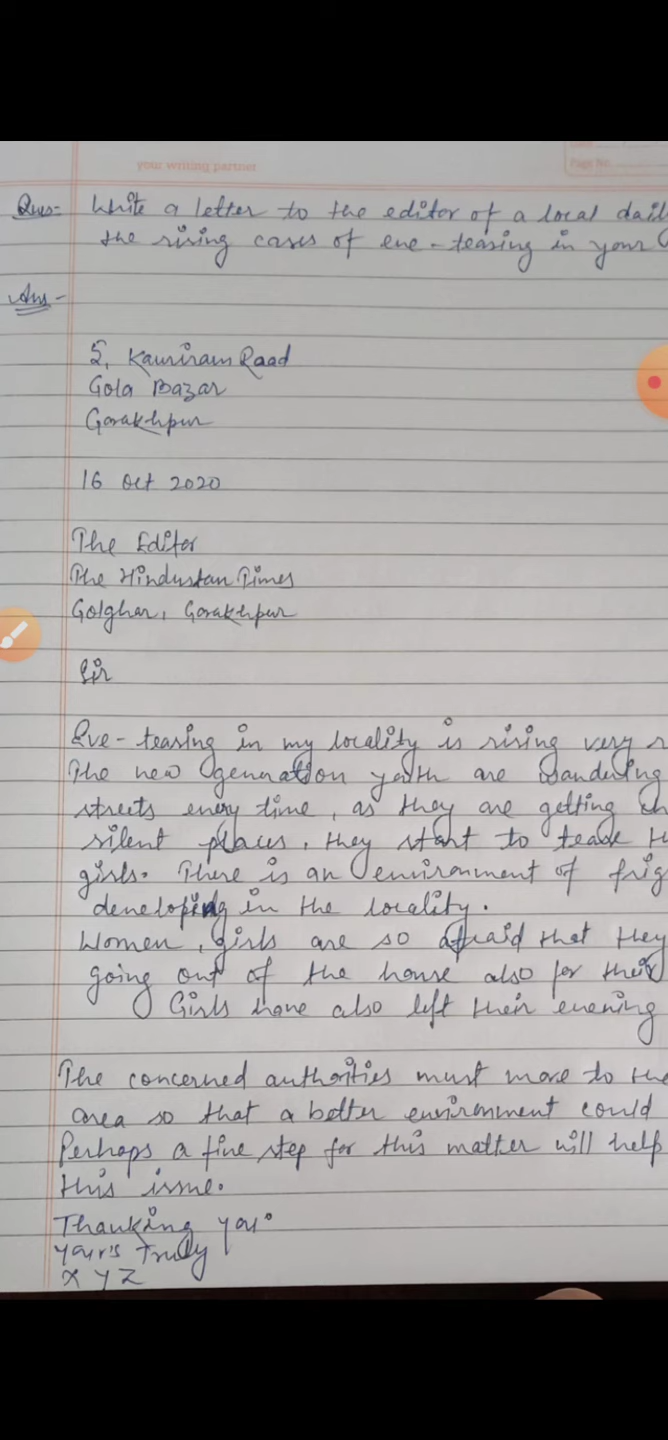 your writing partner
Page No.
Ques- Write a letter to the editor of a local dail
the rising cases of eve-teasing in your
Ans-
5, Kauriram Road
Gola Bazar
Gorakhpur
16 Oct 2020
The Editor
The Hindustan Times
Golghar, Gorakhpur
Sir
Eve-teasing in my locality is rising very r
The new generation youth are wandering
streets every time, as they are getting
silent places, they start to tease
girls. There is an environment of frig
developing in the locality.
Women, girls are so afraid that they
going out of the house also for their
Girls have also left their evening
The concerned authorities must move to the
area so that a better environment could
Perhaps a fine step for this matter will help
this issue.
Thanking you.
Your's Truly
X Y Z